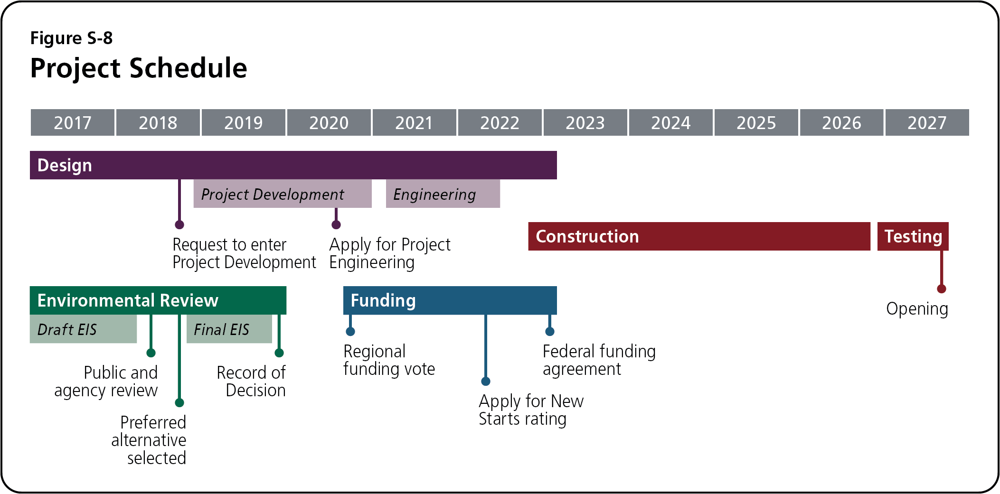 Figure S-8
Project Schedule
2017 2018 2019 2020 2021 2022 2023 2024 2025 2026 2027
Design
Project Development
Engineering
Request to enter
Project Development
Apply for Project
Engineering
Construction
Testing
Opening
Environmental Review
Draft EIS
Final EIS
Public and
agency review
Preferred
alternative
selected
Record of
Decision
Funding
Regional
funding vote
Apply for New
Starts rating
Federal funding
agreement